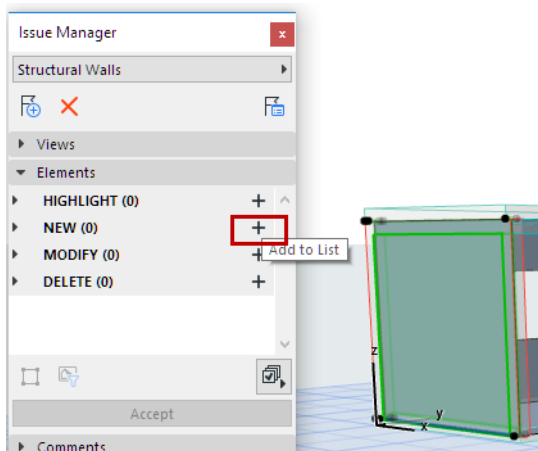 Issue Manager
x
Structural Walls
Views
Elements
HIGHLIGHT (0) +
NEW (0) +
Add to List
MODIFY (0) +
DELETE (0) +
Accept
Comments
z
y
x